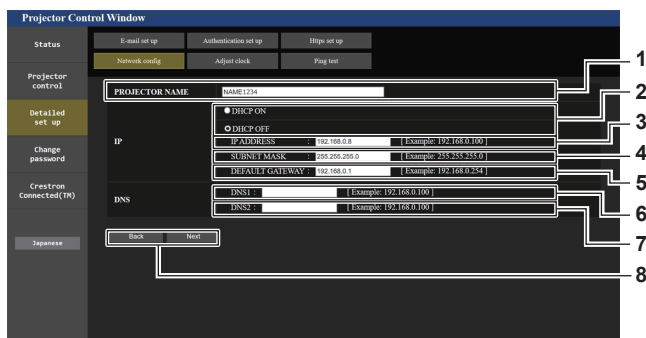 Projector Control Window
Status
E-mail set up
Authentication set up
Https set up
Network config
Adjust clock
Ping test
Projector
control
Detailed
set up
Change
password
Crestron
Connected(TM)
Japanese
PROJECTOR NAME NAME1234
IP
DHCP ON
DHCP OFF
IP ADDRESS : 192.168.0.8 [ Example: 192.168.0.100 ]
SUBNET MASK : 255.255.255.0 [ Example: 255.255.255.0 ]
DEFAULT GATEWAY : 192.168.0.1 [ Example: 192.168.0.254 ]
DNS
DNS1 : [ Example: 192.168.0.100 ]
DNS2 : [ Example: 192.168.0.100 ]
Back Next
1
2
3
4
5
6
7
8